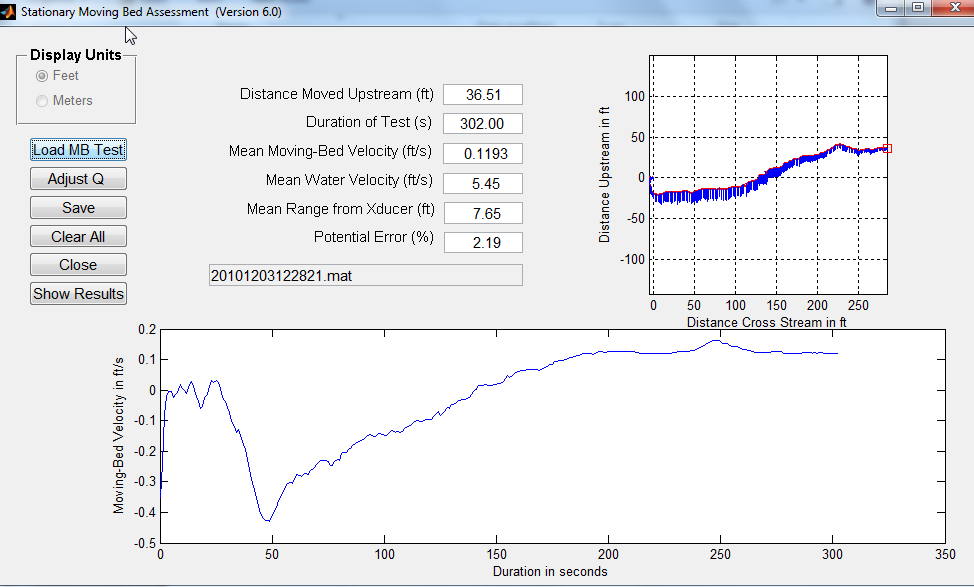 Stationary Moving Bed Assessment (Version 6.0)
Display Units
Feet
Meters
Load MB Test
Adjust Q
Save
Clear All
Close
Show Results
Distance Moved Upstream (ft) 36.51
Duration of Test (s) 302.00
Mean Moving-Bed Velocity (ft/s) 0.1193
Mean Water Velocity (ft/s) 5.45
Mean Range from Xducer (ft) 7.65
Potential Error (%) 2.19
20101203122821.mat
Distance Upstream in ft
100
50
0
-50
-100
0 50 100 150 200 250
Distance Cross Stream in ft
Moving-Bed Velocity in ft/s
0.2
0.1
0
-0.1
-0.2
-0.3
-0.4
-0.5
0 50 100 150 200 250 300 350
Duration in seconds